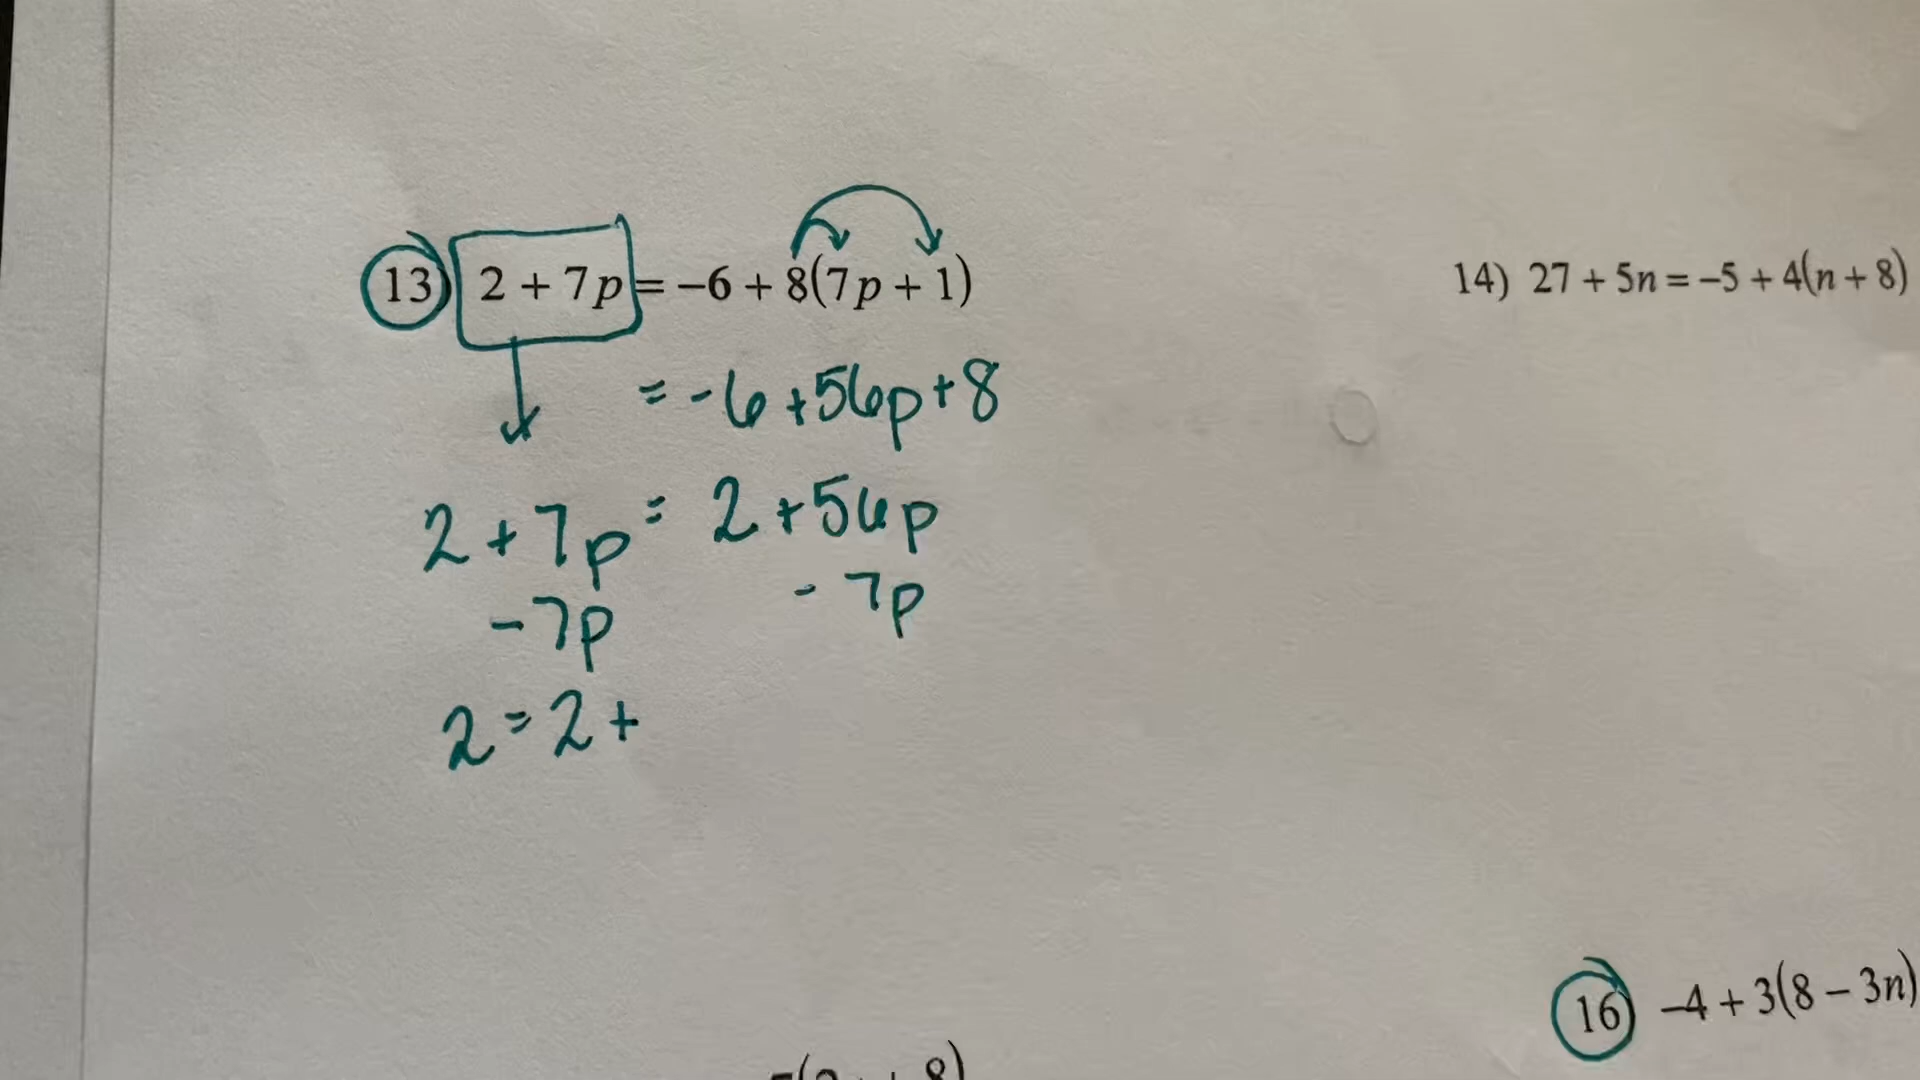 13) 2 + 7p = -6 + 8(7p + 1)
= -6 + 56p + 8
2 + 7p = 2 + 56p
- 7p - 7p
2 = 2 +
14) 27 + 5n = -5 + 4(n + 8)
16) -4 + 3(8 - 3n)